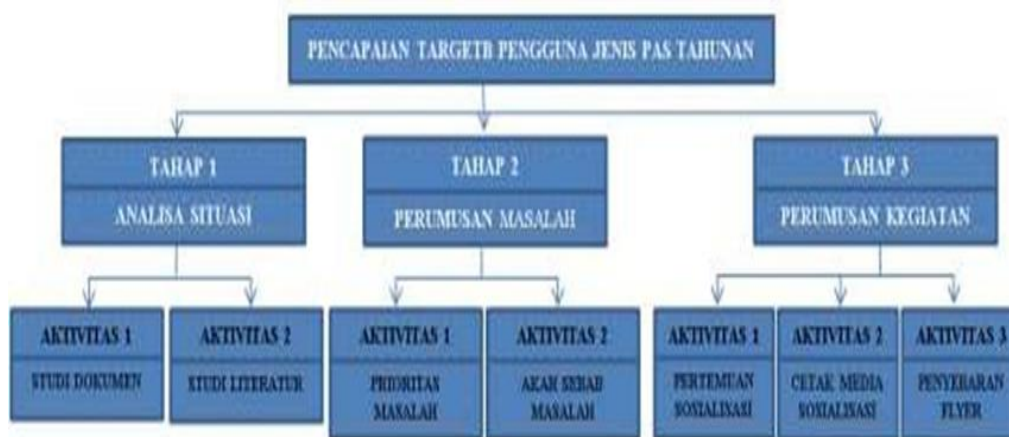 PENCAPAIAN TARGETB PENGGUNA JENIS PAS TAHUNAN
TAHAP 1
ANALISA SITUASI
TAHAP 2
PERUMUSAN MASALAH
TAHAP 3
PERUMUSAN KEGIATAN
AKTIVITAS 1
STUDI DOKUMEN
AKTIVITAS 2
STUDI LITERATUR
AKTIVITAS 1
PRIORITAS
MASALAH
AKTIVITAS 2
AKAR SEBAB
MASALAH
AKTIVITAS 1
PERTEMUAN
SOSIALISASI
AKTIVITAS 2
CETAK MEDIA
SOSIALISASI
AKTIVITAS 3
PENYEBARAN
FLYER